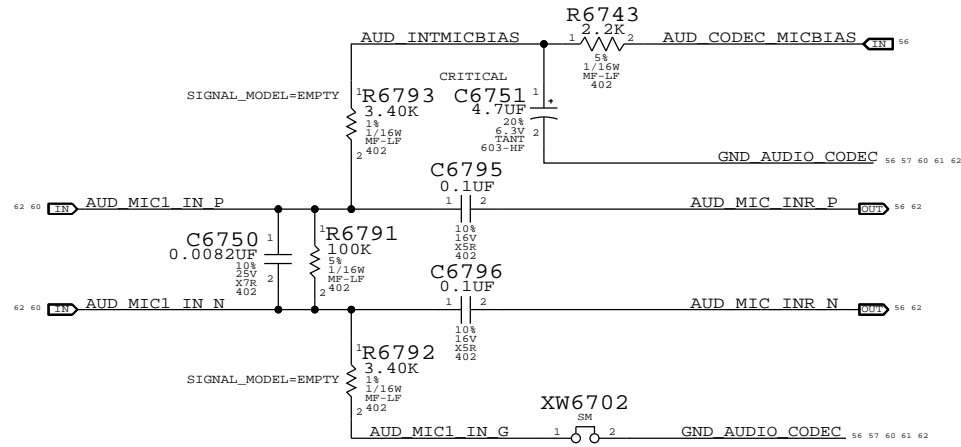 R6743
2.2K
AUD_INTMICBIAS 1 2 AUD_CODEC_MICBIAS IN 56
5%
1/16W
MF-LF
402
CRITICAL
SIGNAL_MODEL=EMPTY
1 R6793
3.40K
1%
1/16W
MF-LF
2 402
C6751
1 +
4.7UF
20%
6.3V 2
TANT
603-HF
GND_AUDIO_CODEC 56 57 60 61 62
C6795
0.1UF
62 60 IN AUD_MIC1_IN_P 1 2 AUD_MIC_INR_P OUT 56 62
10%
16V
X5R
402
C6750 1
0.0082UF
10%
25V
X7R 2
402
1 R6791
100K
5%
1/16W
MF-LF
2 402
C6796
0.1UF
62 60 IN AUD_MIC1_IN_N 1 2 AUD_MIC_INR_N OUT 56 62
10%
16V
X5R
402
1 R6792
3.40K
SIGNAL_MODEL=EMPTY
1%
1/16W
MF-LF
2 402
XW6702
SM
AUD_MIC1_IN_G 1 2 GND_AUDIO_CODEC 56 57 60 61 62